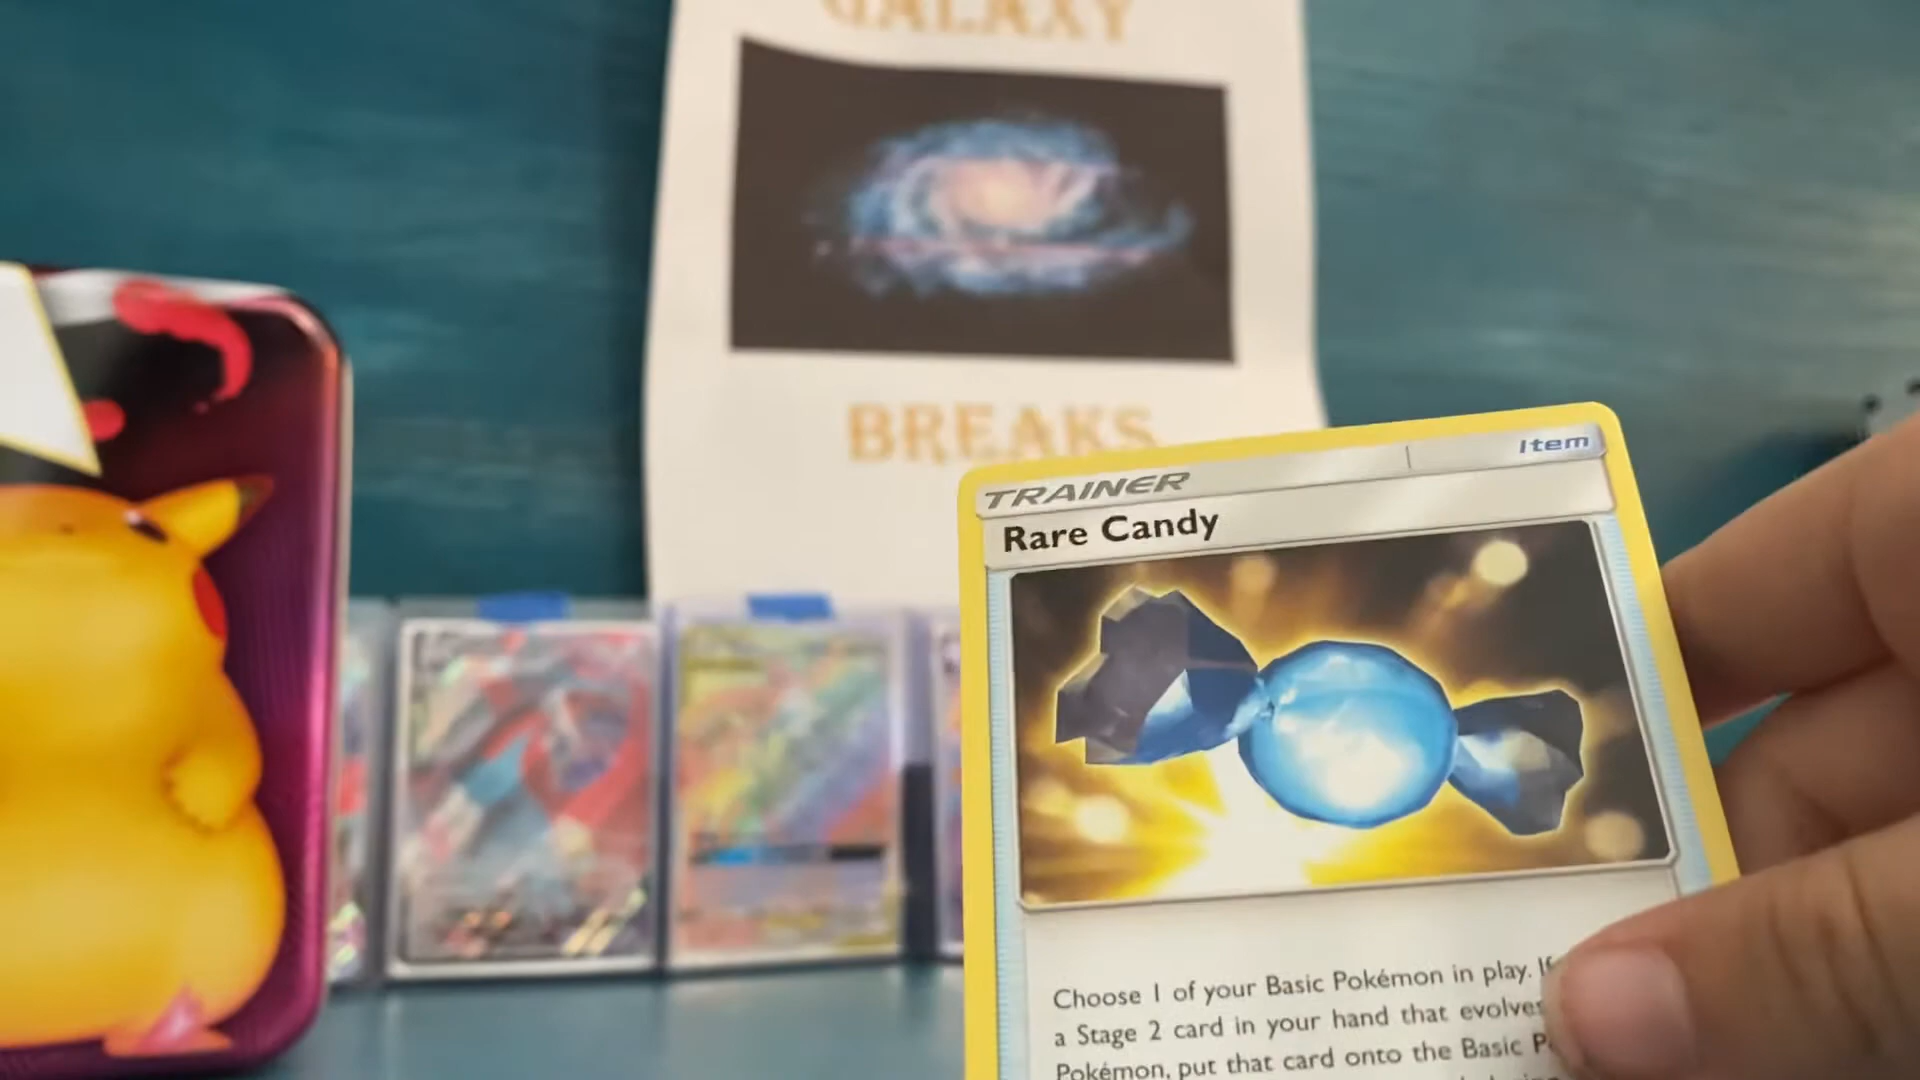 GALAXY
BREAKS
TRAINER
Item
Rare Candy
Choose 1 of your Basic Pokémon in play. If
a Stage 2 card in your hand that evolves
Pokémon, put that card onto the Basic P